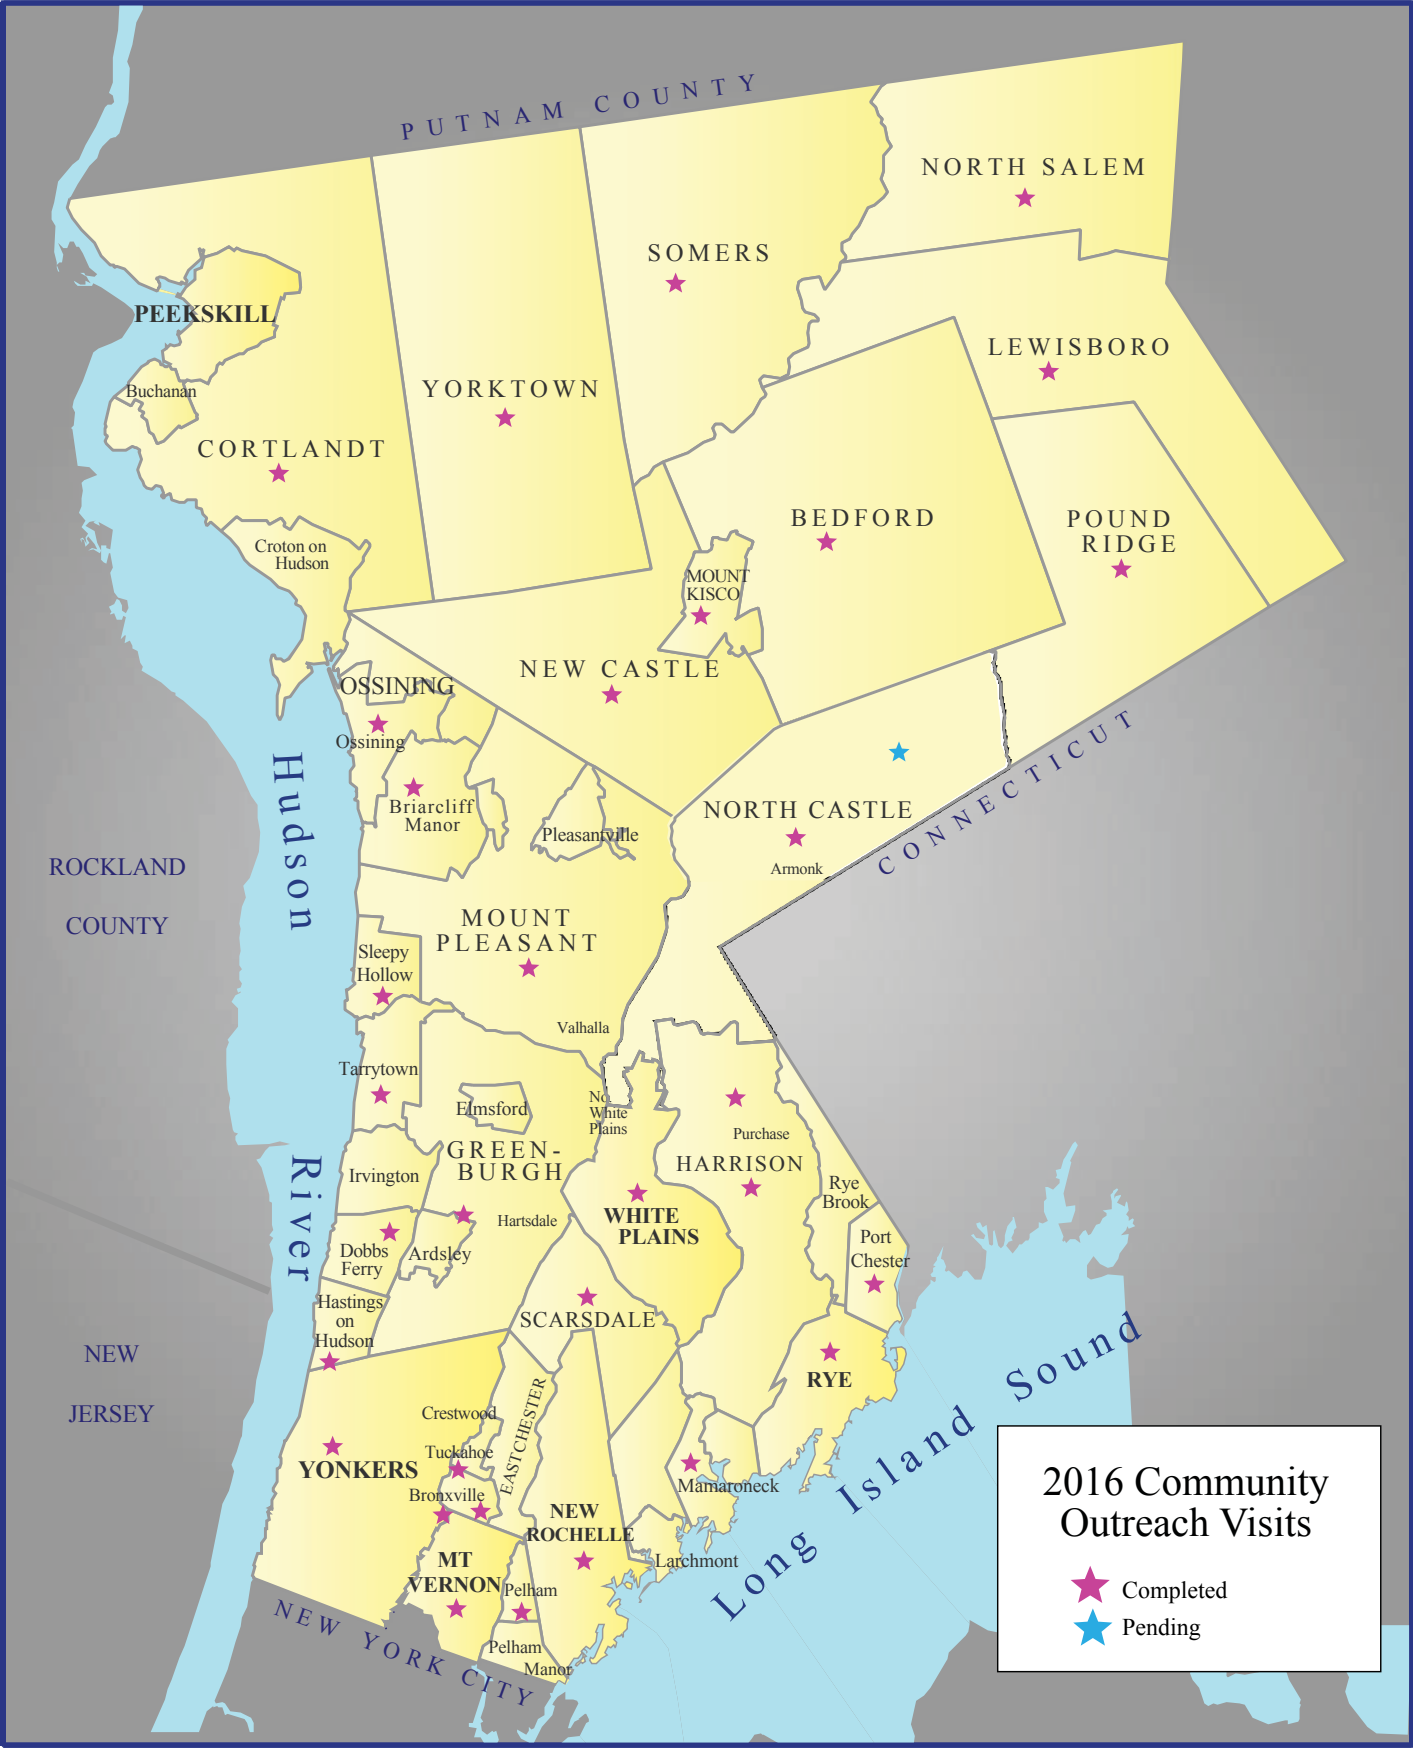 PUTNAM COUNTY
NORTH SALEM
SOMERS
PEEKSKILL
LEWISBORO
YORKTOWN
Buchanan
CORTLANDT
BEDFORD
POUND
RIDGE
Croton on
Hudson
MOUNT
KISCO
NEW CASTLE
OSSINING
Ossining
Hudson
CONNECTICUT
Briarcliff
Manor
NORTH CASTLE
Pleasantville
Armonk
ROCKLAND
COUNTY
MOUNT
PLEASANT
Sleepy
Hollow
Valhalla
Tarrytown
Elmsford
No.
White
Plains
Purchase
GREEN-
BURGH
HARRISON
Irvington
River
Rye
Brook
WHITE
PLAINS
Hartsdale
Port
Chester
Dobbs
Ferry
Ardsley
Hastings
on
Hudson
SCARSDALE
NEW
JERSEY
RYE
Long Island Sound
EASTCHESTER
Crestwood
Tuckahoe
YONKERS
Bronxville
Mamaroneck
NEW
ROCHELLE
MT
VERNON
Larchmont
Pelham
NEW YORK CITY
Pelham
Manor
2016 Community
Outreach Visits
Completed
Pending